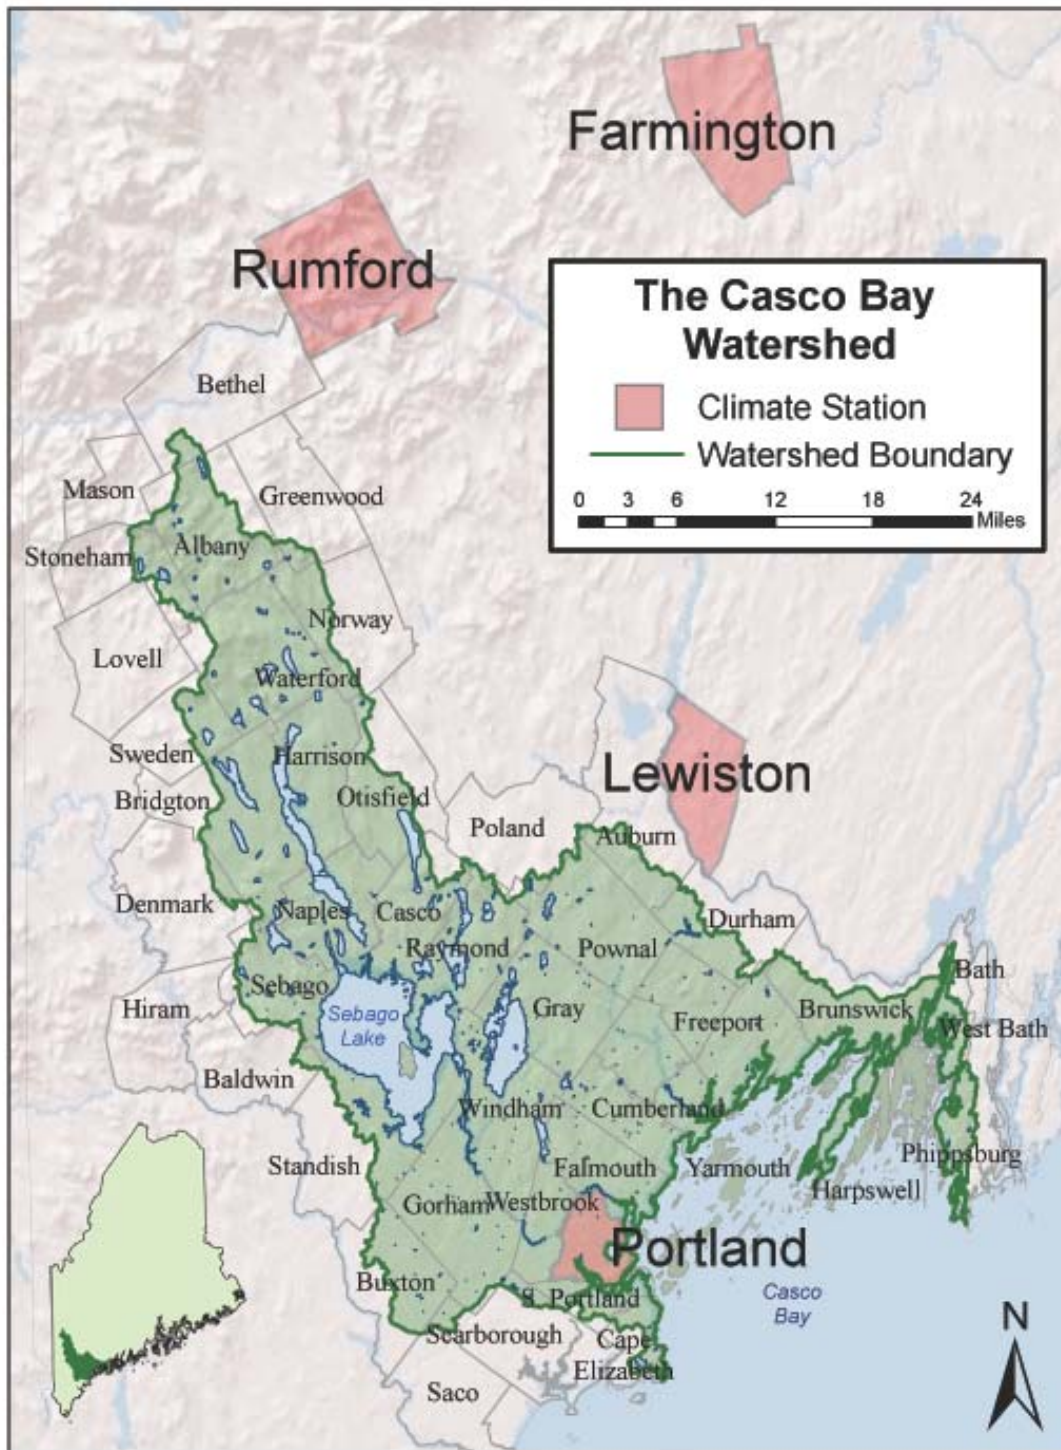 Farmington
Rumford
The Casco Bay
Watershed
Climate Station
Watershed Boundary
0 3 6 12 18 24
Miles
Bethel
Mason
Greenwood
Stoneham
Albany
Norway
Lovell
Waterford
Sweden
Harrison
Lewiston
Bridgton
Otisfield
Poland
Auburn
Denmark
Naples
Casco
Durham
Raymond
Pownal
Bath
Sebago
Hiram
Sebago
Lake
Gray
Freeport
Brunswick
West Bath
Baldwin
Windham
Cumberland
Standish
Falmouth
Yarmouth
Phippsburg
Harpswell
Gorham
Westbrook
Portland
Buxton
S. Portland
Casco
Bay
Scarborough
Cape
Elizabeth
Saco
N